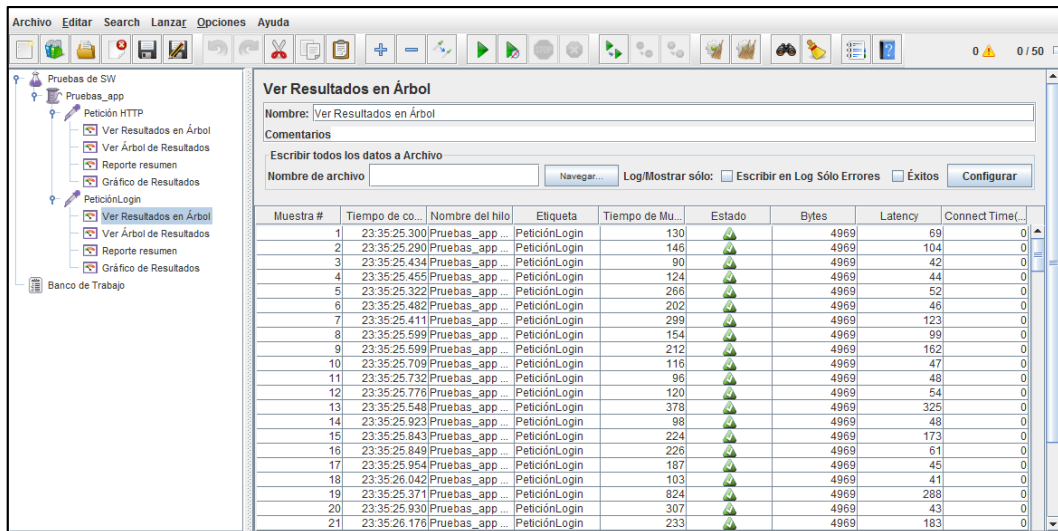 Archivo Editar Search Lanzar Opciones Ayuda
0 0 / 50
Pruebas de SW
Pruebas_app
Petición HTTP
Ver Resultados en Árbol
Ver Árbol de Resultados
Reporte resumen
Gráfico de Resultados
PeticiónLogin
Ver Resultados en Árbol
Ver Árbol de Resultados
Reporte resumen
Gráfico de Resultados
Banco de Trabajo
Ver Resultados en Árbol
Nombre: Ver Resultados en Árbol
Comentarios
Escribir todos los datos a Archivo
Nombre de archivo Navegar... Log/Mostrar sólo: Escribir en Log Sólo Errores Éxitos Configurar
Muestra # Tiempo de co... Nombre del hilo Etiqueta Tiempo de Mu... Estado Bytes Latency Connect Time(...
1 23:35:25.300 Pruebas_app ... PeticiónLogin 130 4969 69 0
2 23:35:25.290 Pruebas_app ... PeticiónLogin 146 4969 104 0
3 23:35:25.434 Pruebas_app ... PeticiónLogin 90 4969 42 0
4 23:35:25.455 Pruebas_app ... PeticiónLogin 124 4969 44 0
5 23:35:25.322 Pruebas_app ... PeticiónLogin 266 4969 52 0
6 23:35:25.482 Pruebas_app ... PeticiónLogin 202 4969 46 0
7 23:35:25.411 Pruebas_app ... PeticiónLogin 299 4969 123 0
8 23:35:25.599 Pruebas_app ... PeticiónLogin 154 4969 99 0
9 23:35:25.599 Pruebas_app ... PeticiónLogin 212 4969 162 0
10 23:35:25.709 Pruebas_app ... PeticiónLogin 116 4969 47 0
11 23:35:25.732 Pruebas_app ... PeticiónLogin 96 4969 48 0
12 23:35:25.776 Pruebas_app ... PeticiónLogin 120 4969 54 0
13 23:35:25.548 Pruebas_app ... PeticiónLogin 378 4969 325 0
14 23:35:25.923 Pruebas_app ... PeticiónLogin 98 4969 48 0
15 23:35:25.843 Pruebas_app ... PeticiónLogin 224 4969 173 0
16 23:35:25.849 Pruebas_app ... PeticiónLogin 226 4969 61 0
17 23:35:25.954 Pruebas_app ... PeticiónLogin 187 4969 45 0
18 23:35:26.042 Pruebas_app ... PeticiónLogin 103 4969 41 0
19 23:35:25.371 Pruebas_app ... PeticiónLogin 824 4969 288 0
20 23:35:25.930 Pruebas_app ... PeticiónLogin 307 4969 43 0
21 23:35:26.176 Pruebas_app ... PeticiónLogin 233 4969 183 0